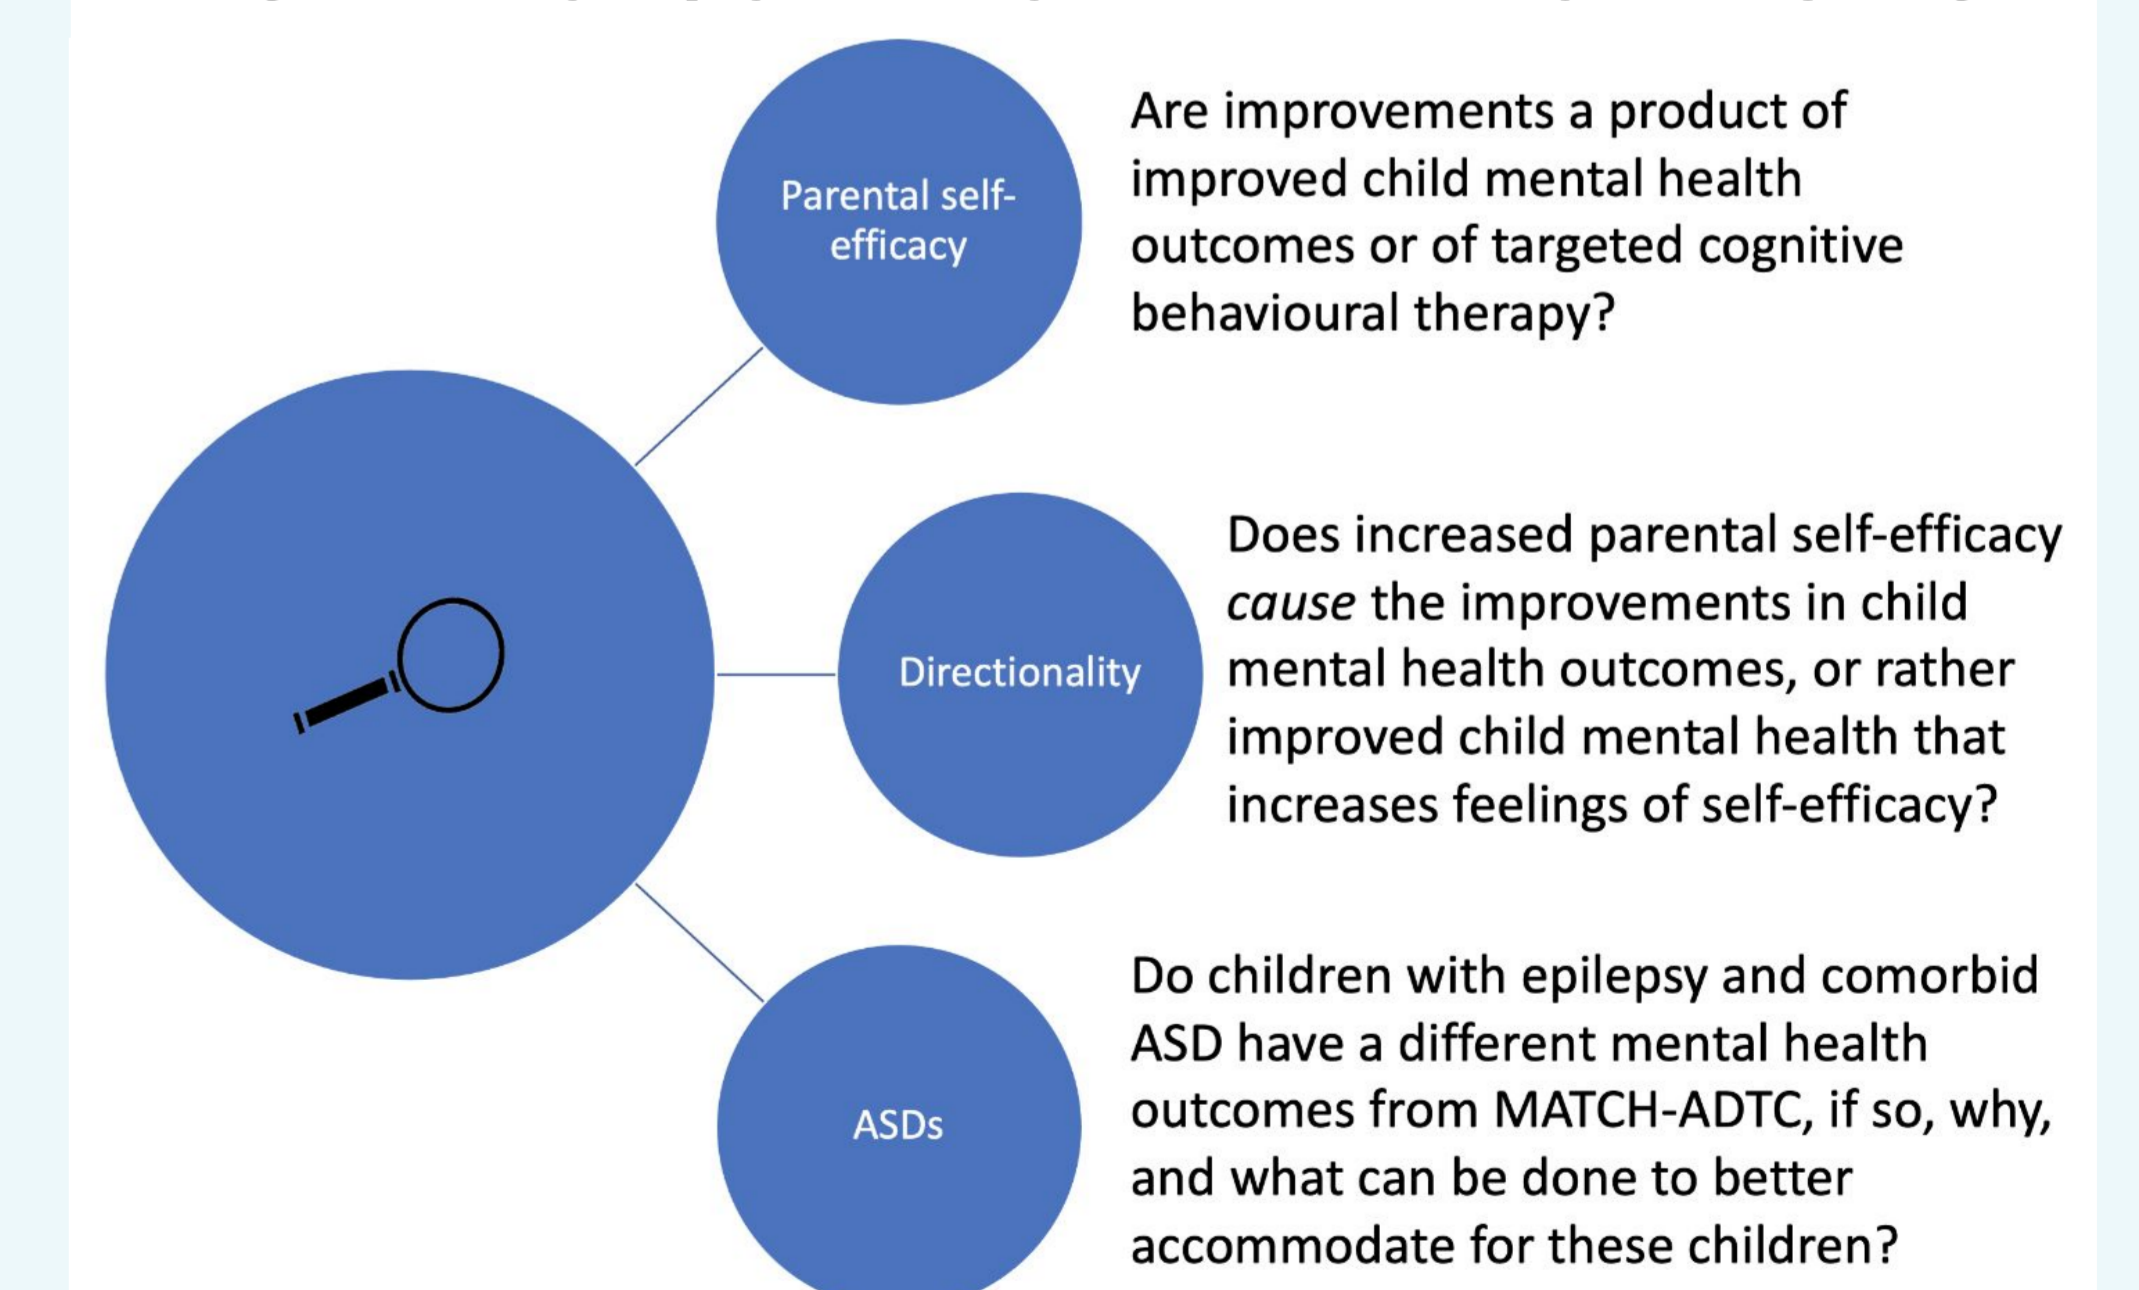 Parental self-
efficacy
Are improvements a product of
improved child mental health
outcomes or of targeted cognitive
behavioural therapy?
Directionality
Does increased parental self-efficacy
cause the improvements in child
mental health outcomes, or rather
improved child mental health that
increases feelings of self-efficacy?
ASDs
Do children with epilepsy and comorbid
ASD have a different mental health
outcomes from MATCH-ADTC, if so, why,
and what can be done to better
accommodate for these children?